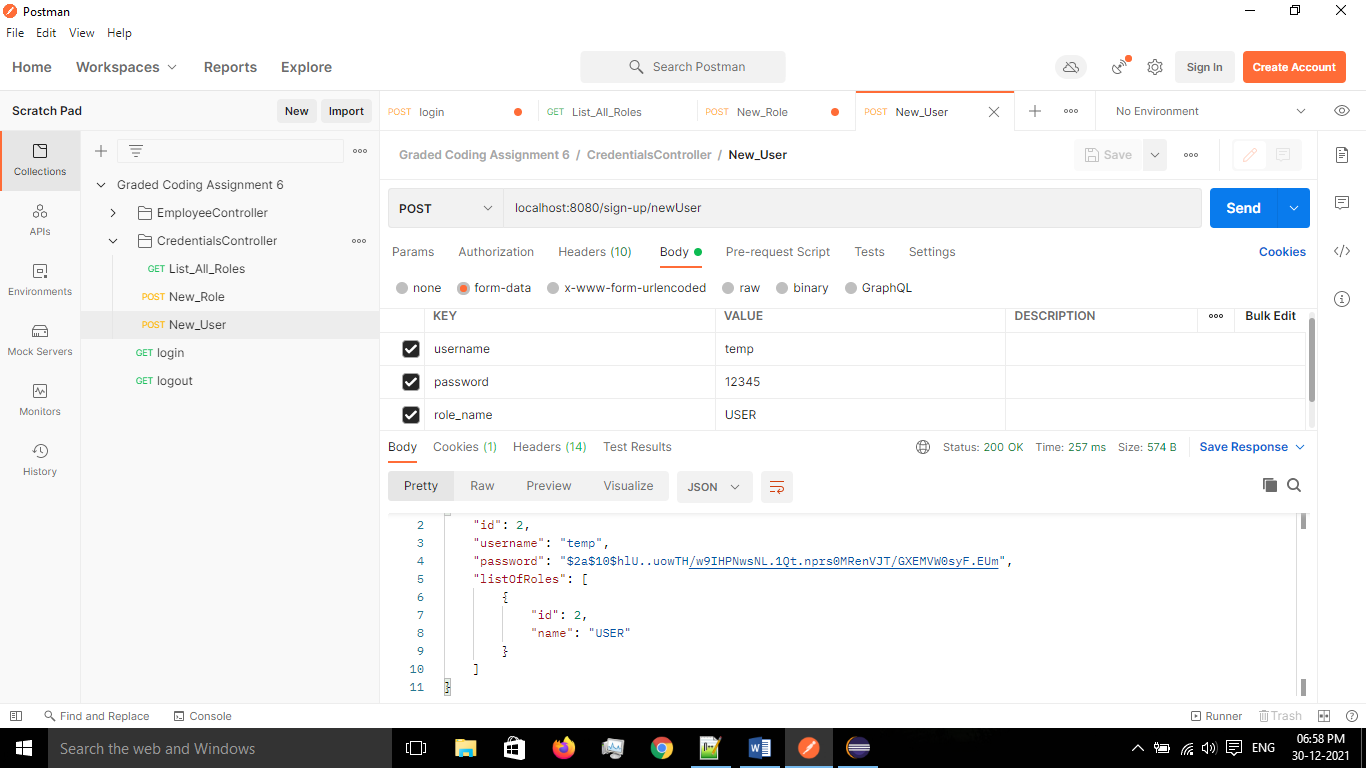 Postman
File Edit View Help
Home Workspaces Reports Explore Search Postman Sign In Create Account
Scratch Pad New Import
POST login GET List_All_Roles POST New_Role POST New_User No Environment
Collections
APIs
Environments
Mock Servers
Monitors
History
Graded Coding Assignment 6
EmployeeController
CredentialsController
GET List_All_Roles
POST New_Role
POST New_User
GET login
GET logout
Graded Coding Assignment 6 / CredentialsController / New_User Save
POST localhost:8080/sign-up/newUser Send
Params Authorization Headers (10) Body Pre-request Script Tests Settings Cookies
none form-data x-www-form-urlencoded raw binary GraphQL
KEY VALUE DESCRIPTION Bulk Edit
username temp
password 12345
role_name USER
Body Cookies (1) Headers (14) Test Results Status: 200 OK Time: 257 ms Size: 574 B Save Response
Pretty Raw Preview Visualize JSON
2 "id": 2,
3 "username": "temp",
4 "password": "$2a$10$hlU..uowTH/w9IHPNwsNL.1Qt.nprs0MRenVJT/GXEMVW0syF.EUm",
5 "listOfRoles": [
6 {
7 "id": 2,
8 "name": "USER"
9 }
10 ]
11 }
Find and Replace Console Runner Trash
Search the web and Windows ENG 06:58 PM
30-12-2021